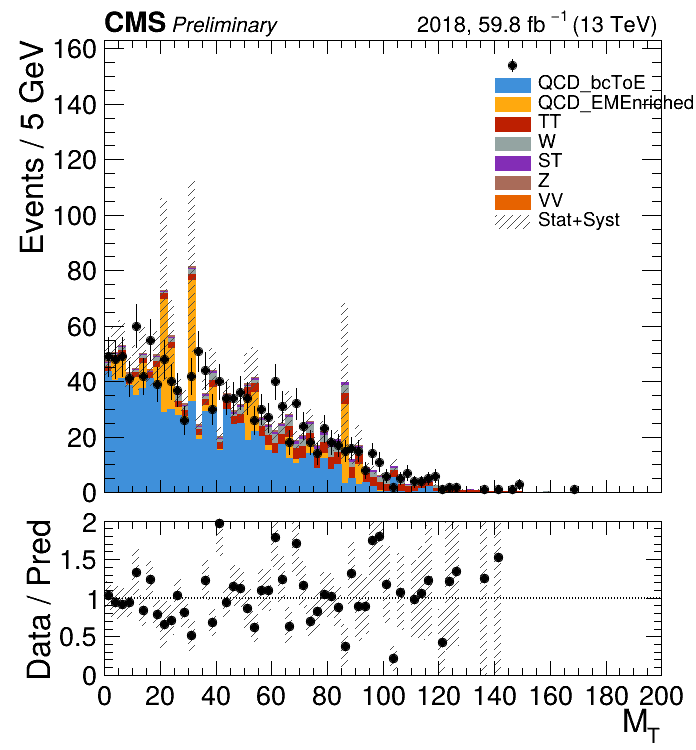 CMS Preliminary 2018, 59.8 fb⁻¹ (13 TeV)
Events / 5 GeV
160
140
120
100
80
60
40
20
0
QCD_bcToE
QCD_EMEnriched
TT
W
ST
Z
VV
Stat+Syst
Data / Pred
2
1.5
1
0.5
0
0 20 40 60 80 100 120 140 160 180 200
M_T